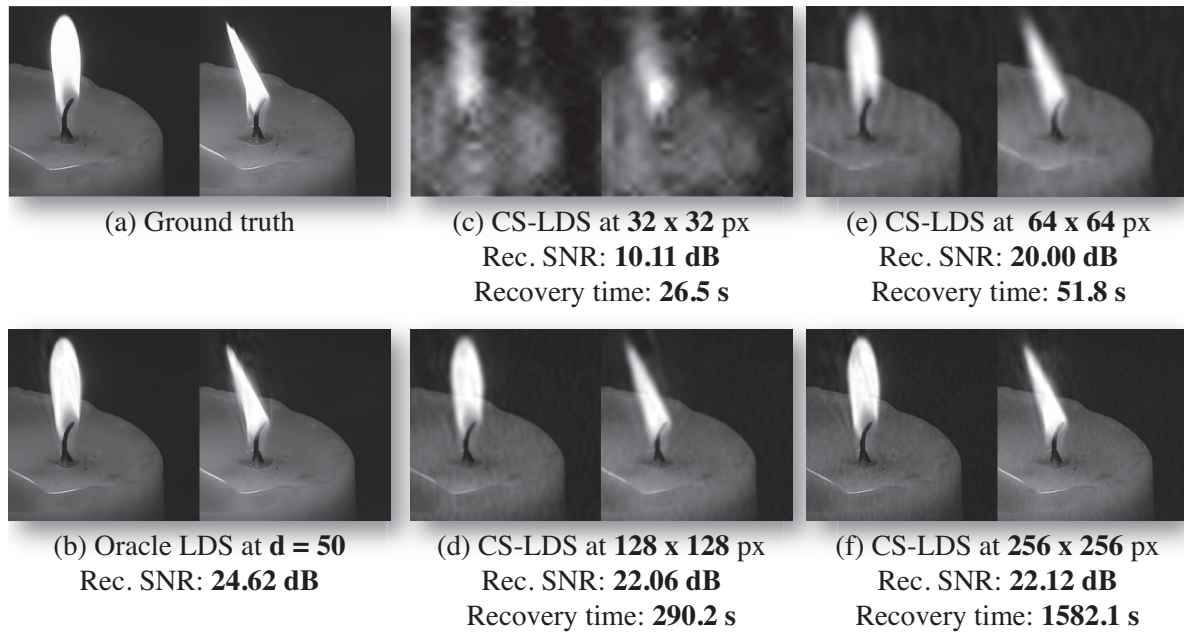 (a) Ground truth
(c) CS-LDS at 32 x 32 px
Rec. SNR: 10.11 dB
Recovery time: 26.5 s
(e) CS-LDS at 64 x 64 px
Rec. SNR: 20.00 dB
Recovery time: 51.8 s
(b) Oracle LDS at d = 50
Rec. SNR: 24.62 dB
(d) CS-LDS at 128 x 128 px
Rec. SNR: 22.06 dB
Recovery time: 290.2 s
(f) CS-LDS at 256 x 256 px
Rec. SNR: 22.12 dB
Recovery time: 1582.1 s